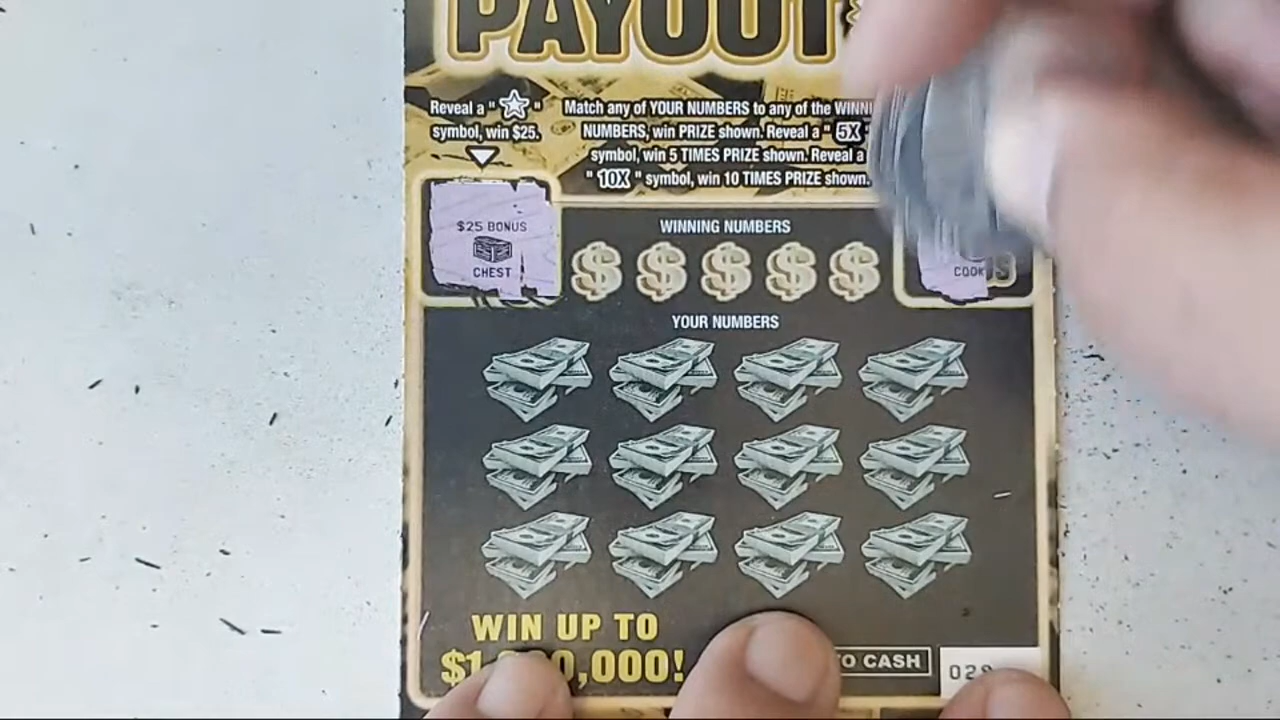 PAYOUT
Reveal a " "
symbol, win $25.
Match any of YOUR NUMBERS to any of the
NUMBERS, win PRIZE shown. Reveal a " 5X "
symbol, win 5 TIMES PRIZE shown. Reveal a
" 10X " symbol, win 10 TIMES PRIZE shown.
$25 BONUS
CHEST
WINNING NUMBERS
$ $ $ $ $
YOUR NUMBERS
WIN UP TO
CASH